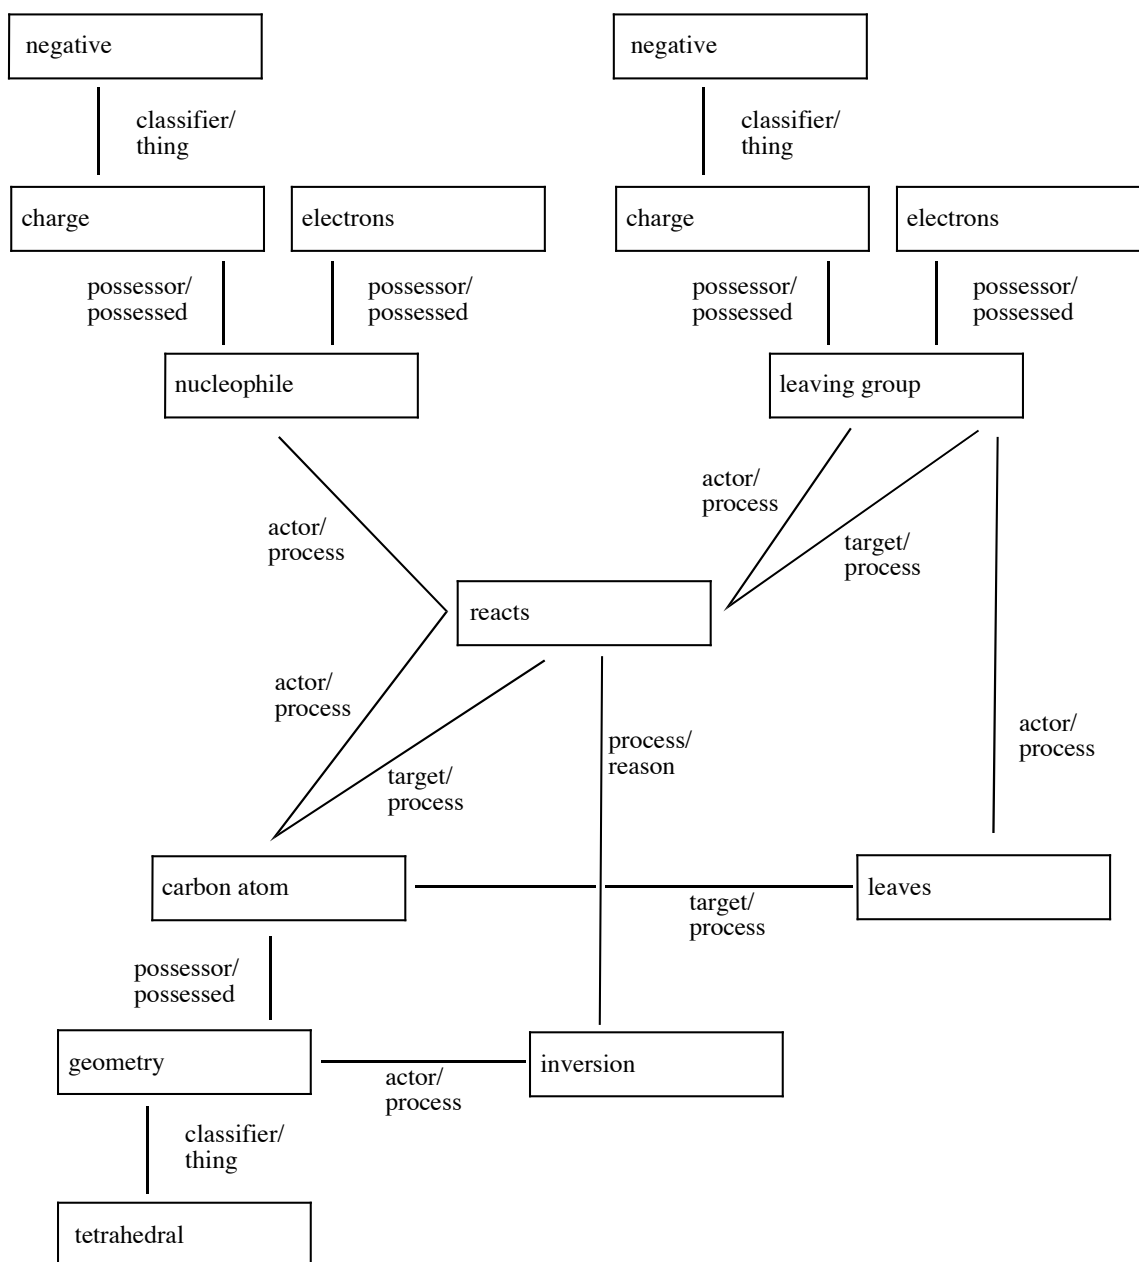 negative
negative
classifier/
thing
classifier/
thing
charge
electrons
charge
electrons
possessor/
possessed
possessor/
possessed
possessor/
possessed
possessor/
possessed
nucleophile
leaving group
actor/
process
actor/
process
target/
process
reacts
actor/
process
target/
process
process/
reason
actor/
process
carbon atom
leaves
target/
process
possessor/
possessed
geometry
inversion
actor/
process
classifier/
thing
tetrahedral